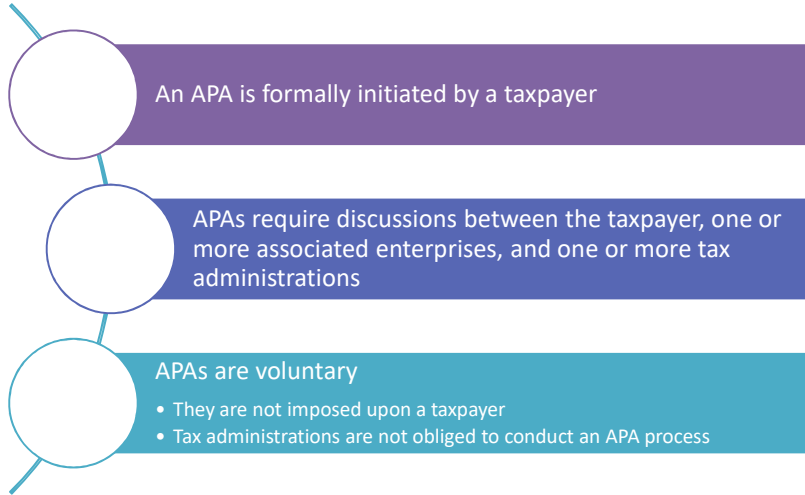 An APA is formally initiated by a taxpayer
APAs require discussions between the taxpayer, one or
more associated enterprises, and one or more tax
administrations
APAs are voluntary
• They are not imposed upon a taxpayer
• Tax administrations are not obliged to conduct an APA process